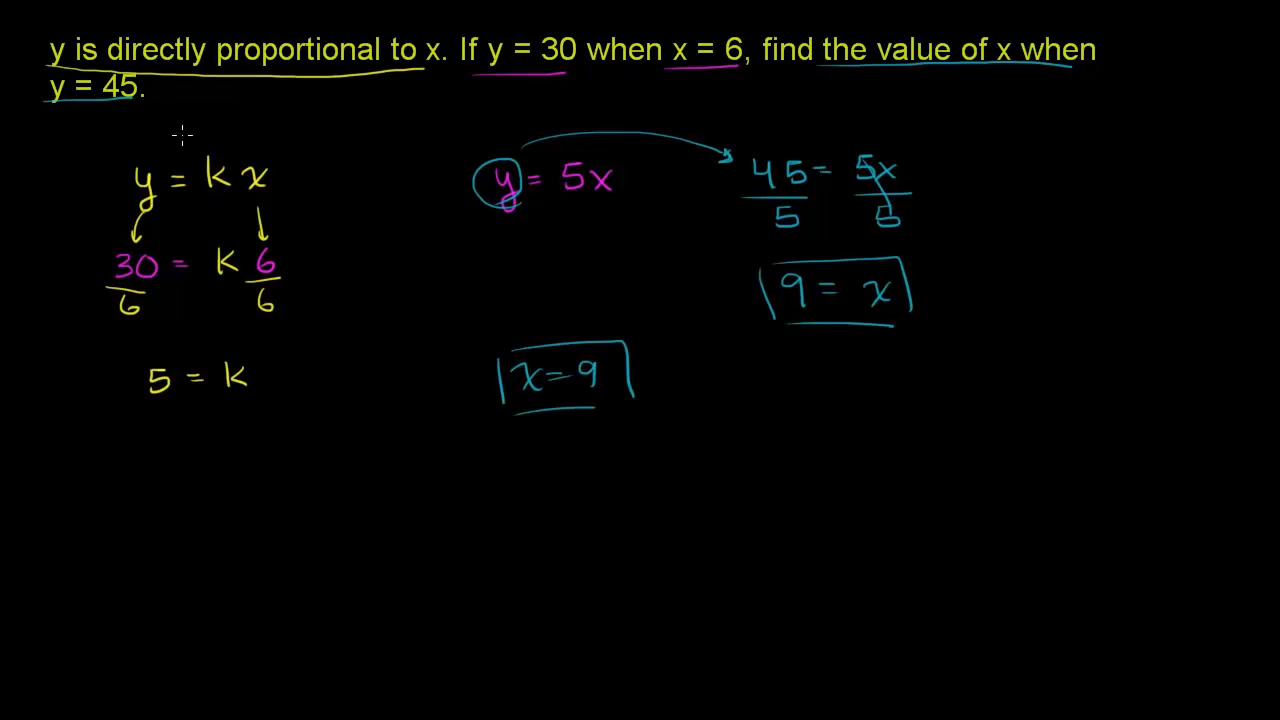 y is directly proportional to x. If y = 30 when x = 6, find the value of x when
y = 45.
y = k x
30 = k 6
6 6
5 = k
y = 5x
x = 9
45 = 5x
5 5
9 = x